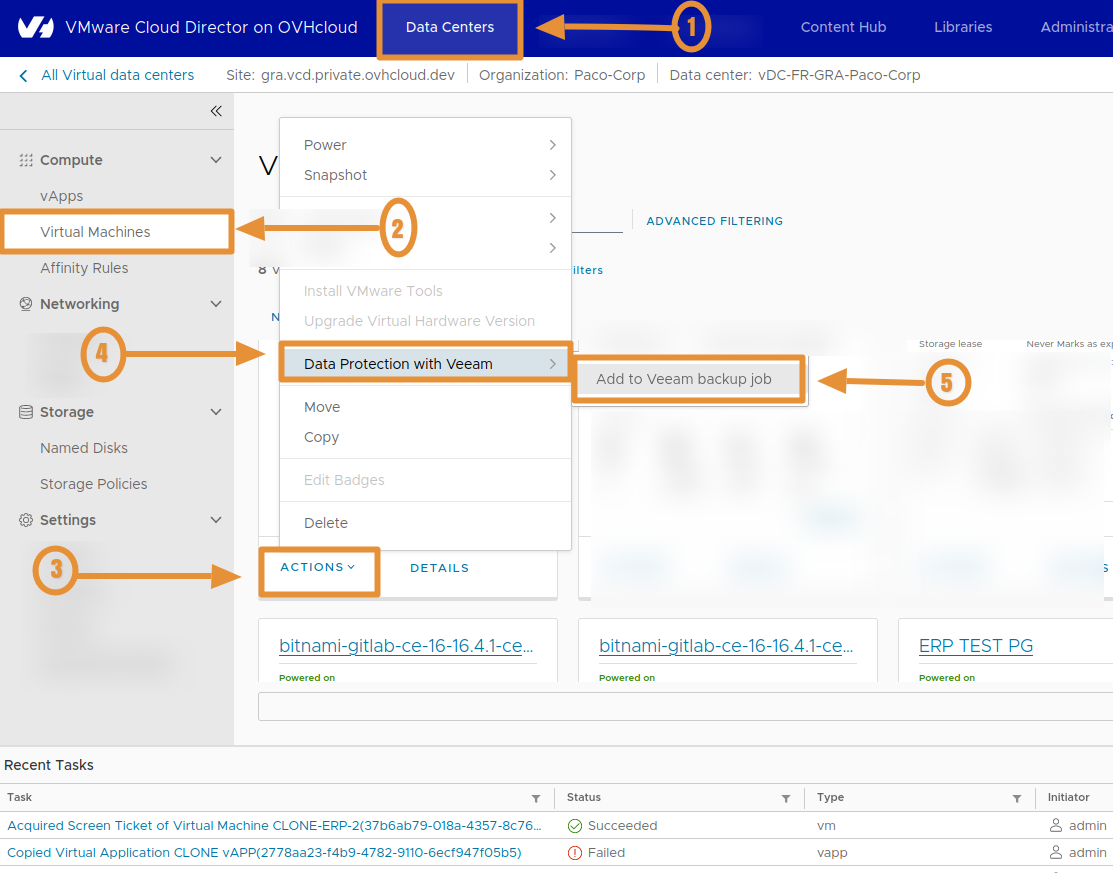 VMware Cloud Director on OVHcloud
Data Centers
1
Content Hub
Libraries
Administra
All Virtual data centers
Site: gra.vcd.private.ovhcloud.dev
Organization: Paco-Corp
Data center: vDC-FR-GRA-Paco-Corp
Compute
vApps
Virtual Machines
2
Affinity Rules
Networking
4
Storage
Named Disks
Storage Policies
Settings
3
V
Power
Snapshot
ADVANCED FILTERING
8 V
ilters
Install VMware Tools
N
Upgrade Virtual Hardware Version
Data Protection with Veeam
Add to Veeam backup job
5
Storage lease
Never Marks as exp
Move
Copy
Edit Badges
Delete
ACTIONS
DETAILS
S
bitnami-gitlab-ce-16-16.4.1-ce...
Powered on
bitnami-gitlab-ce-16-16.4.1-ce...
Powered on
ERP TEST PG
Powered on
Recent Tasks
Task
Status
Type
Initiator
Acquired Screen Ticket of Virtual Machine CLONE-ERP-2(37b6ab79-018a-4357-8c76...
Succeeded
vm
admin
Copied Virtual Application CLONE vAPP(2778aa23-f4b9-4782-9110-6ecf947f05b5)
Failed
vapp
admin